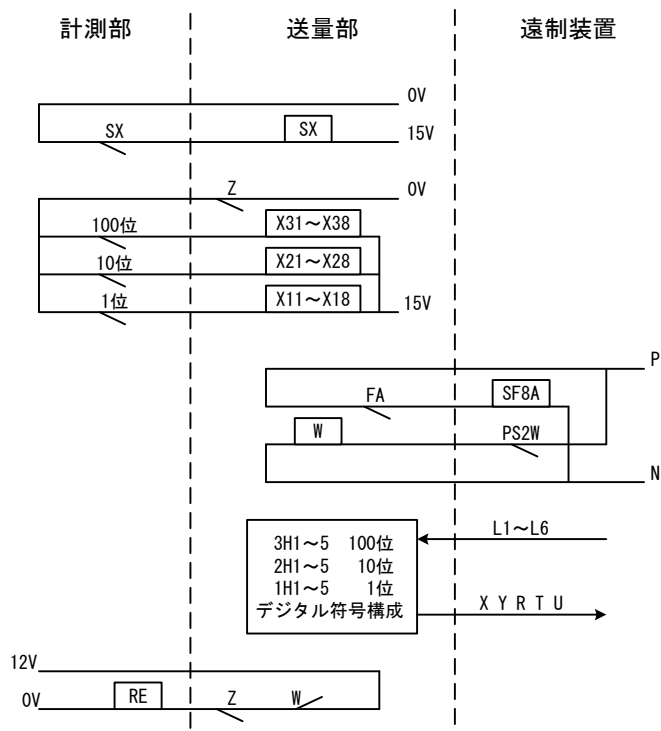 計測部 送量部 遠制装置
0V
SX SX 15V
Z 0V
100位 X31～X38
10位 X21～X28
1位 X11～X18 15V
P
FA SF8A
W PS2W
N
L1～L6
3H1～5 100位
2H1～5 10位
1H1～5 1位
デジタル符号構成
X Y R T U
12V
0V RE Z W